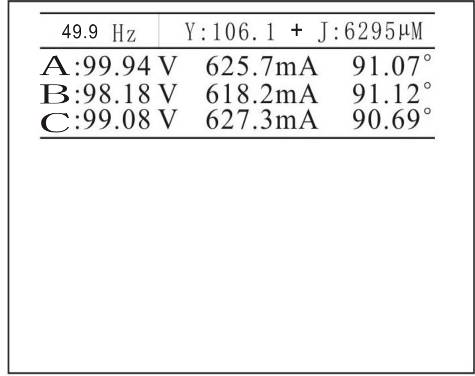 49.9 Hz Y:106.1 + J:6295μM
A:99.94 V 625.7mA 91.07°
B:98.18 V 618.2mA 91.12°
C:99.08 V 627.3mA 90.69°